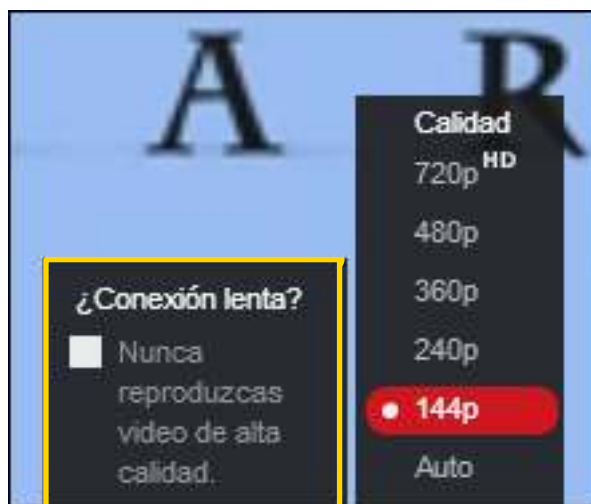 A R
Calidad
720p HD
480p
360p
240p
144p
Auto
¿Conexión lenta?
Nunca
reproduzcas
video de alta
calidad.